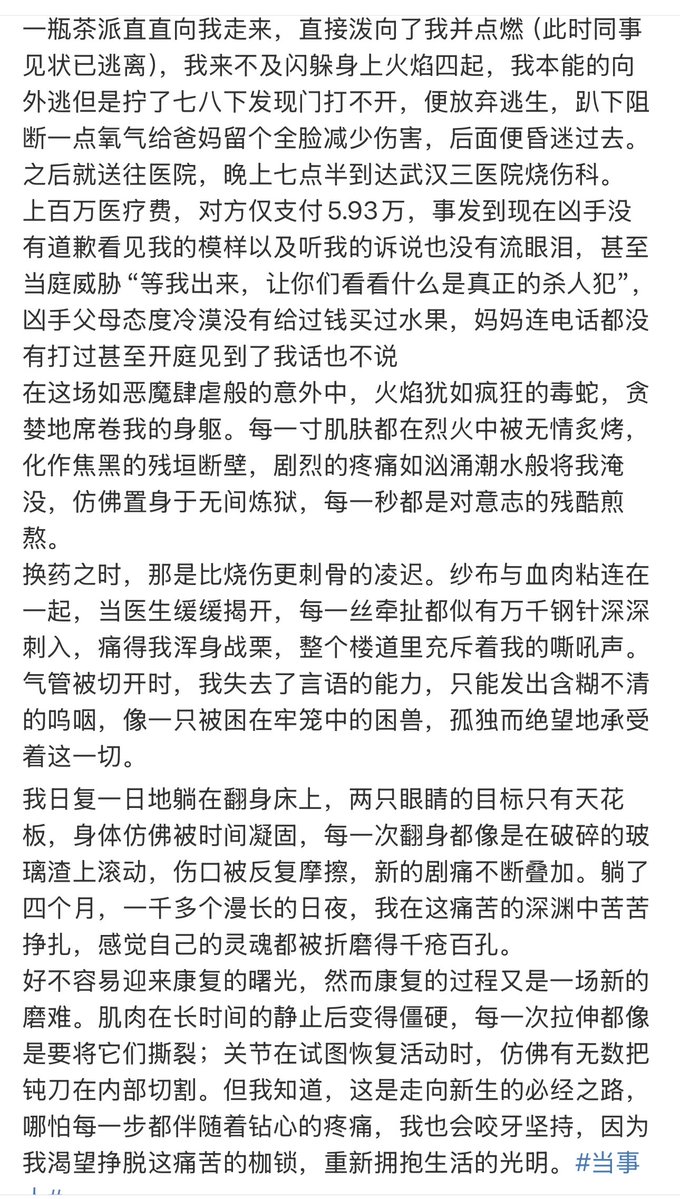 一瓶茶派直直向我走来，直接泼向了我并点燃（此时同事
见状已逃离），我来不及闪躲身上火焰四起，我本能的向
外逃但是拧了七八下发现门打不开，便放弃逃生，趴下阻
断一点氧气给爸妈留个全脸减少伤害，后面便昏迷过去。
之后就送往医院，晚上七点半到达武汉三医院烧伤科。
上百万医疗费，对方仅支付5.93万，事发到现在凶手没
有道歉看见我的模样以及听我的诉说也没有流眼泪，甚至
当庭威胁“等我出来，让你们看看什么是真正的杀人犯”，
凶手父母态度冷漠没有给过钱买过水果，妈妈连电话都没
有打过甚至开庭见到了我话也不说
在这场如恶魔肆虐般的意外中，火焰犹如疯狂的毒蛇，贪
婪地席卷我的身躯。每一寸肌肤都在烈火中被无情炙烤，
化作焦黑的残垣断壁，剧烈的疼痛如汹涌潮水般将我淹
没，仿佛置身于无间炼狱，每一秒都是对意志的残酷煎
熬。
换药之时，那是比烧伤更刺骨的凌迟。纱布与血肉粘连在
一起，当医生缓缓揭开，每一丝牵扯都似有万千钢针深深
刺入，痛得我浑身战栗，整个楼道里充斥着我的嘶吼声。
气管被切开时，我失去了言语的能力，只能发出含糊不清
的呜咽，像一只被困在牢笼中的困兽，孤独而绝望地承受
着这一切。
我日复一日地躺在翻身床上，两只眼睛的目标只有天花
板，身体仿佛被时间凝固，每一次翻身都像是在破碎的玻
璃渣上滚动，伤口被反复摩擦，新的剧痛不断叠加。躺了
四个月，一千多个漫长的日夜，我在这痛苦的深渊中苦苦
挣扎，感觉自己的灵魂都被折磨得千疮百孔。
好不容易迎来康复的曙光，然而康复的过程又是一场新的
磨难。肌肉在长时间的静止后变得僵硬，每一次拉伸都像
是要将它们撕裂；关节在试图恢复活动时，仿佛有无数把
钝刀在内部切割。但我知道，这是走向新生的必经之路，
哪怕每一步都伴随着钻心的疼痛，我也会咬牙坚持，因为
我渴望挣脱这痛苦的枷锁，重新拥抱生活的光明。#当事